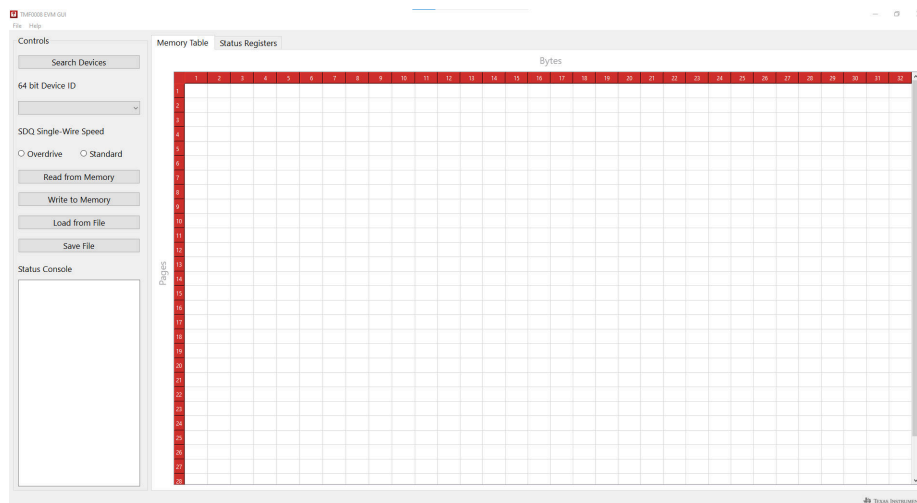 TMF0008 EVM GUI
File Help
Controls
Search Devices
64 bit Device ID
SDQ Single-Wire Speed
Overdrive Standard
Read from Memory
Write to Memory
Load from File
Save File
Status Console
Memory Table Status Registers
Bytes
1 2 3 4 5 6 7 8 9 10 11 12 13 14 15 16 17 18 19 20 21 22 23 24 25 26 27 28 29 30 31 32
Pages
1
2
3
4
5
6
7
8
9
10
11
12
13
14
15
16
17
18
19
20
21
22
23
24
25
26
27
28
TEXAS INSTRUMENTS